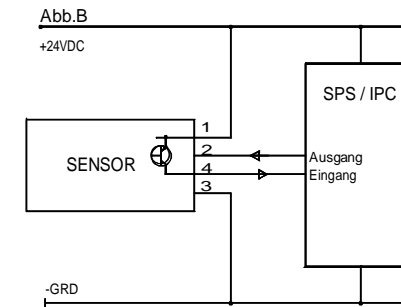 Abb.B
+24VDC
SPS / IPC
1
2
Ausgang
SENSOR
4
Eingang
3
-GRD